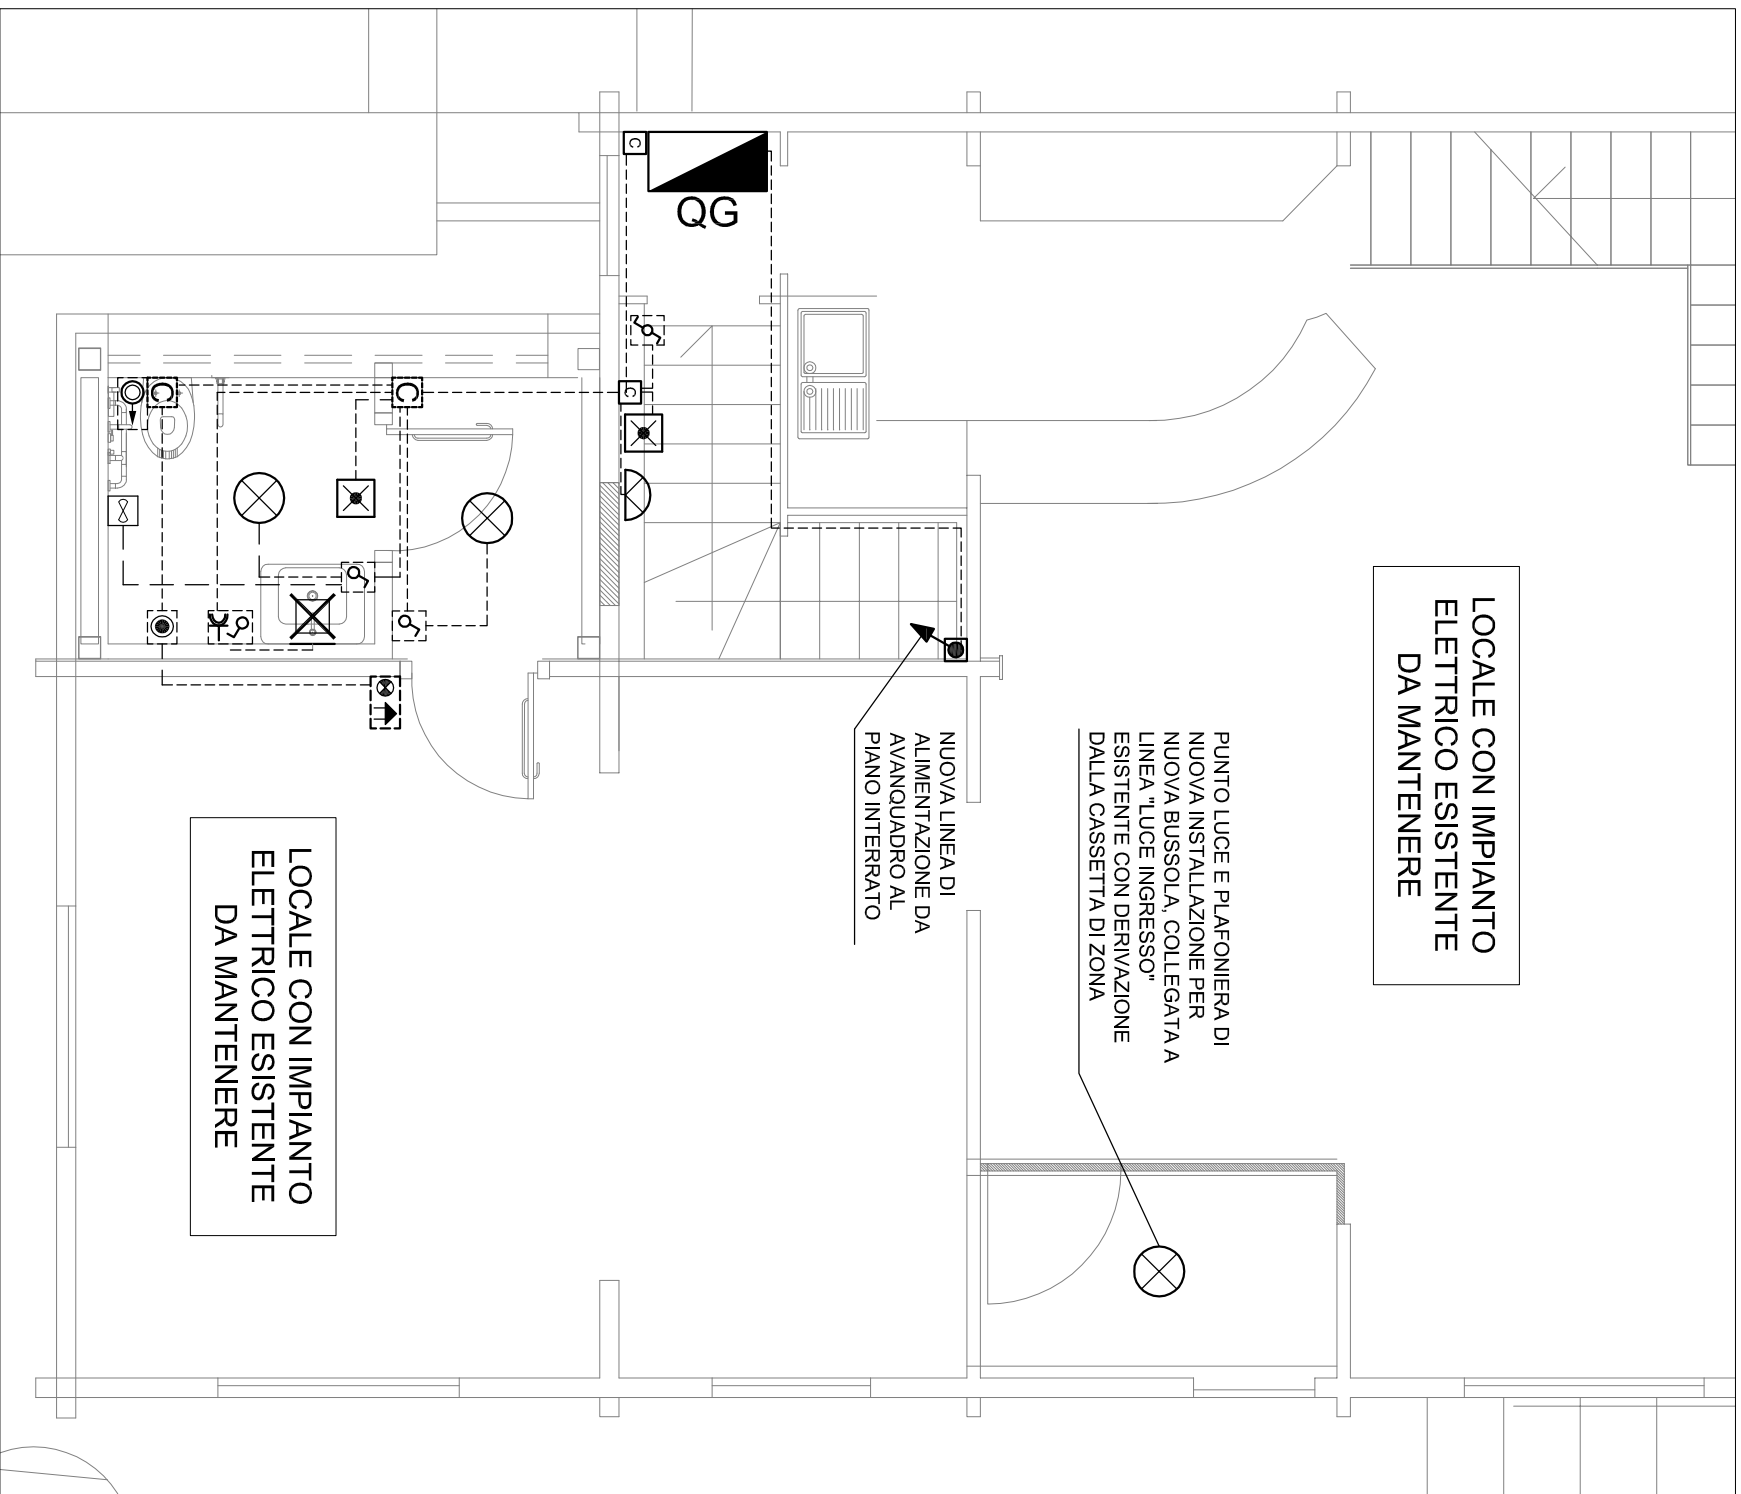 C
QG
C
C
C
LOCALE CON IMPIANTO
ELETTRICO ESISTENTE
DA MANTENERE
PUNTO LUCE E PLAFONIERA DI
NUOVA INSTALLAZIONE PER
NUOVA BUSSOLA, COLLEGATA A
LINEA "LUCE INGRESSO"
ESISTENTE CON DERIVAZIONE
DALLA CASSETTA DI ZONA
NUOVA LINEA DI
ALIMENTAZIONE DA
AVANQUADRO AL
PIANO INTERRATO
LOCALE CON IMPIANTO
ELETTRICO ESISTENTE
DA MANTENERE